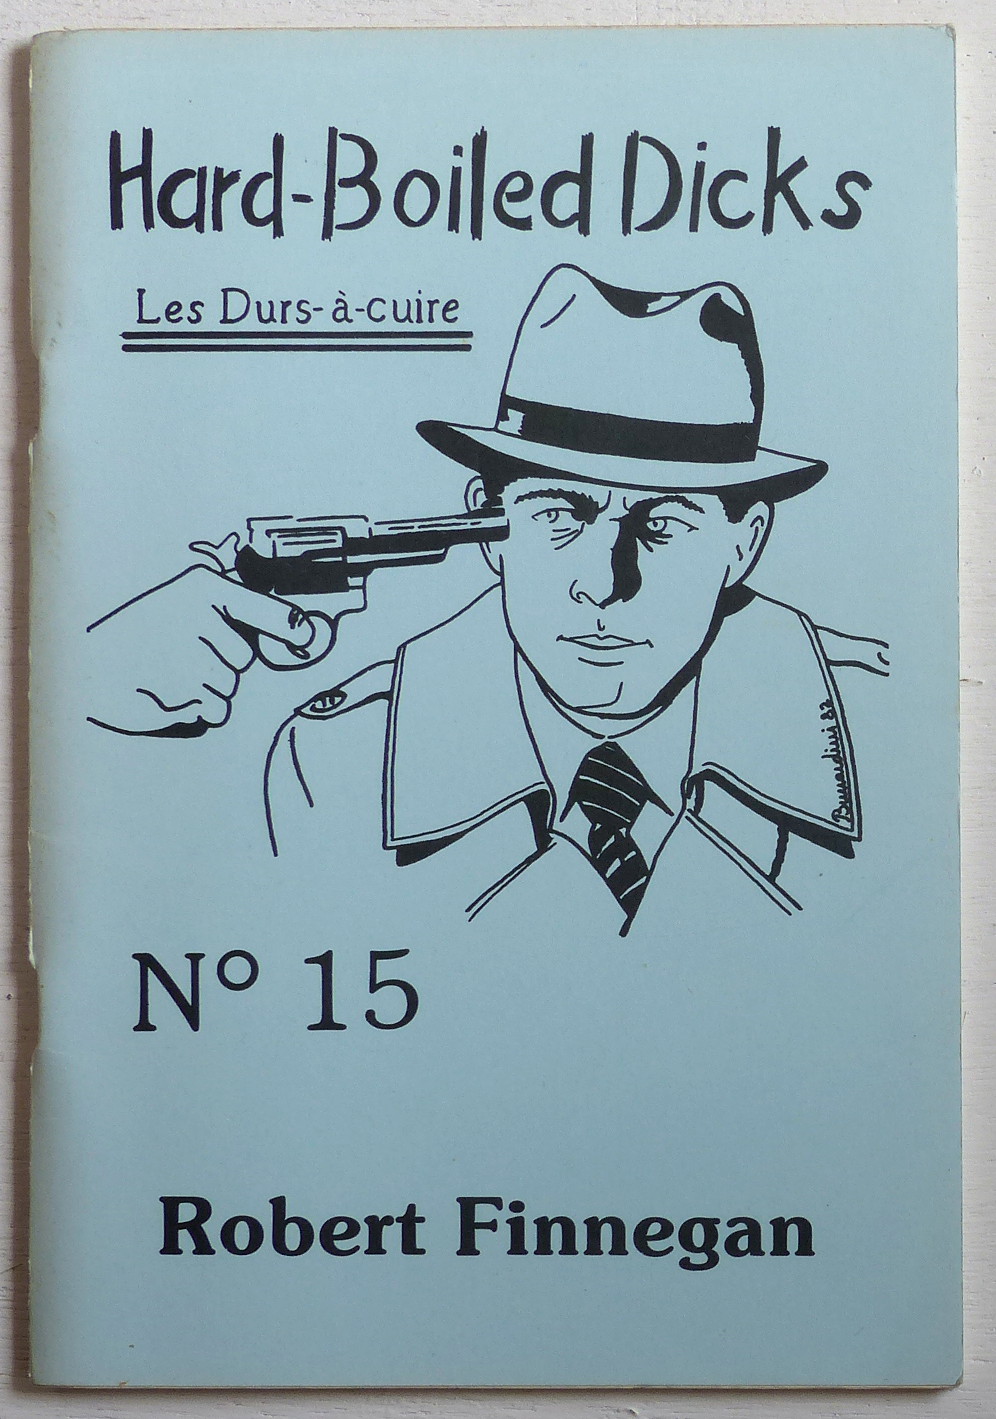 Hard-Boiled Dicks
Les Durs-à-cuire
N° 15
Robert Finnegan